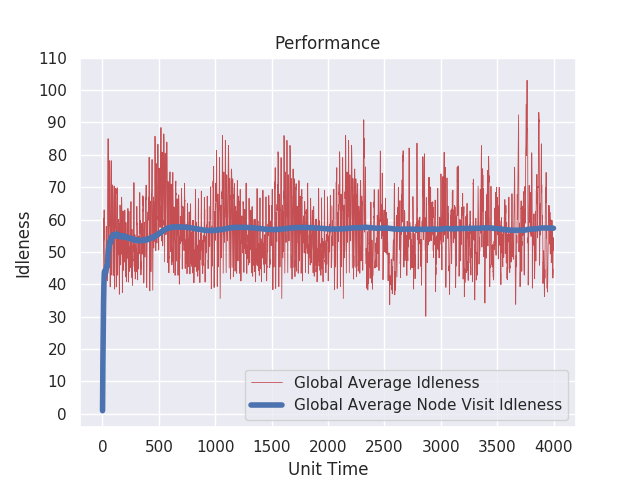 Performance
110
100
90
80
70
60
50
40
30
20
10
0
Idleness
Global Average Idleness
Global Average Node Visit Idleness
0 500 1000 1500 2000 2500 3000 3500 4000
Unit Time